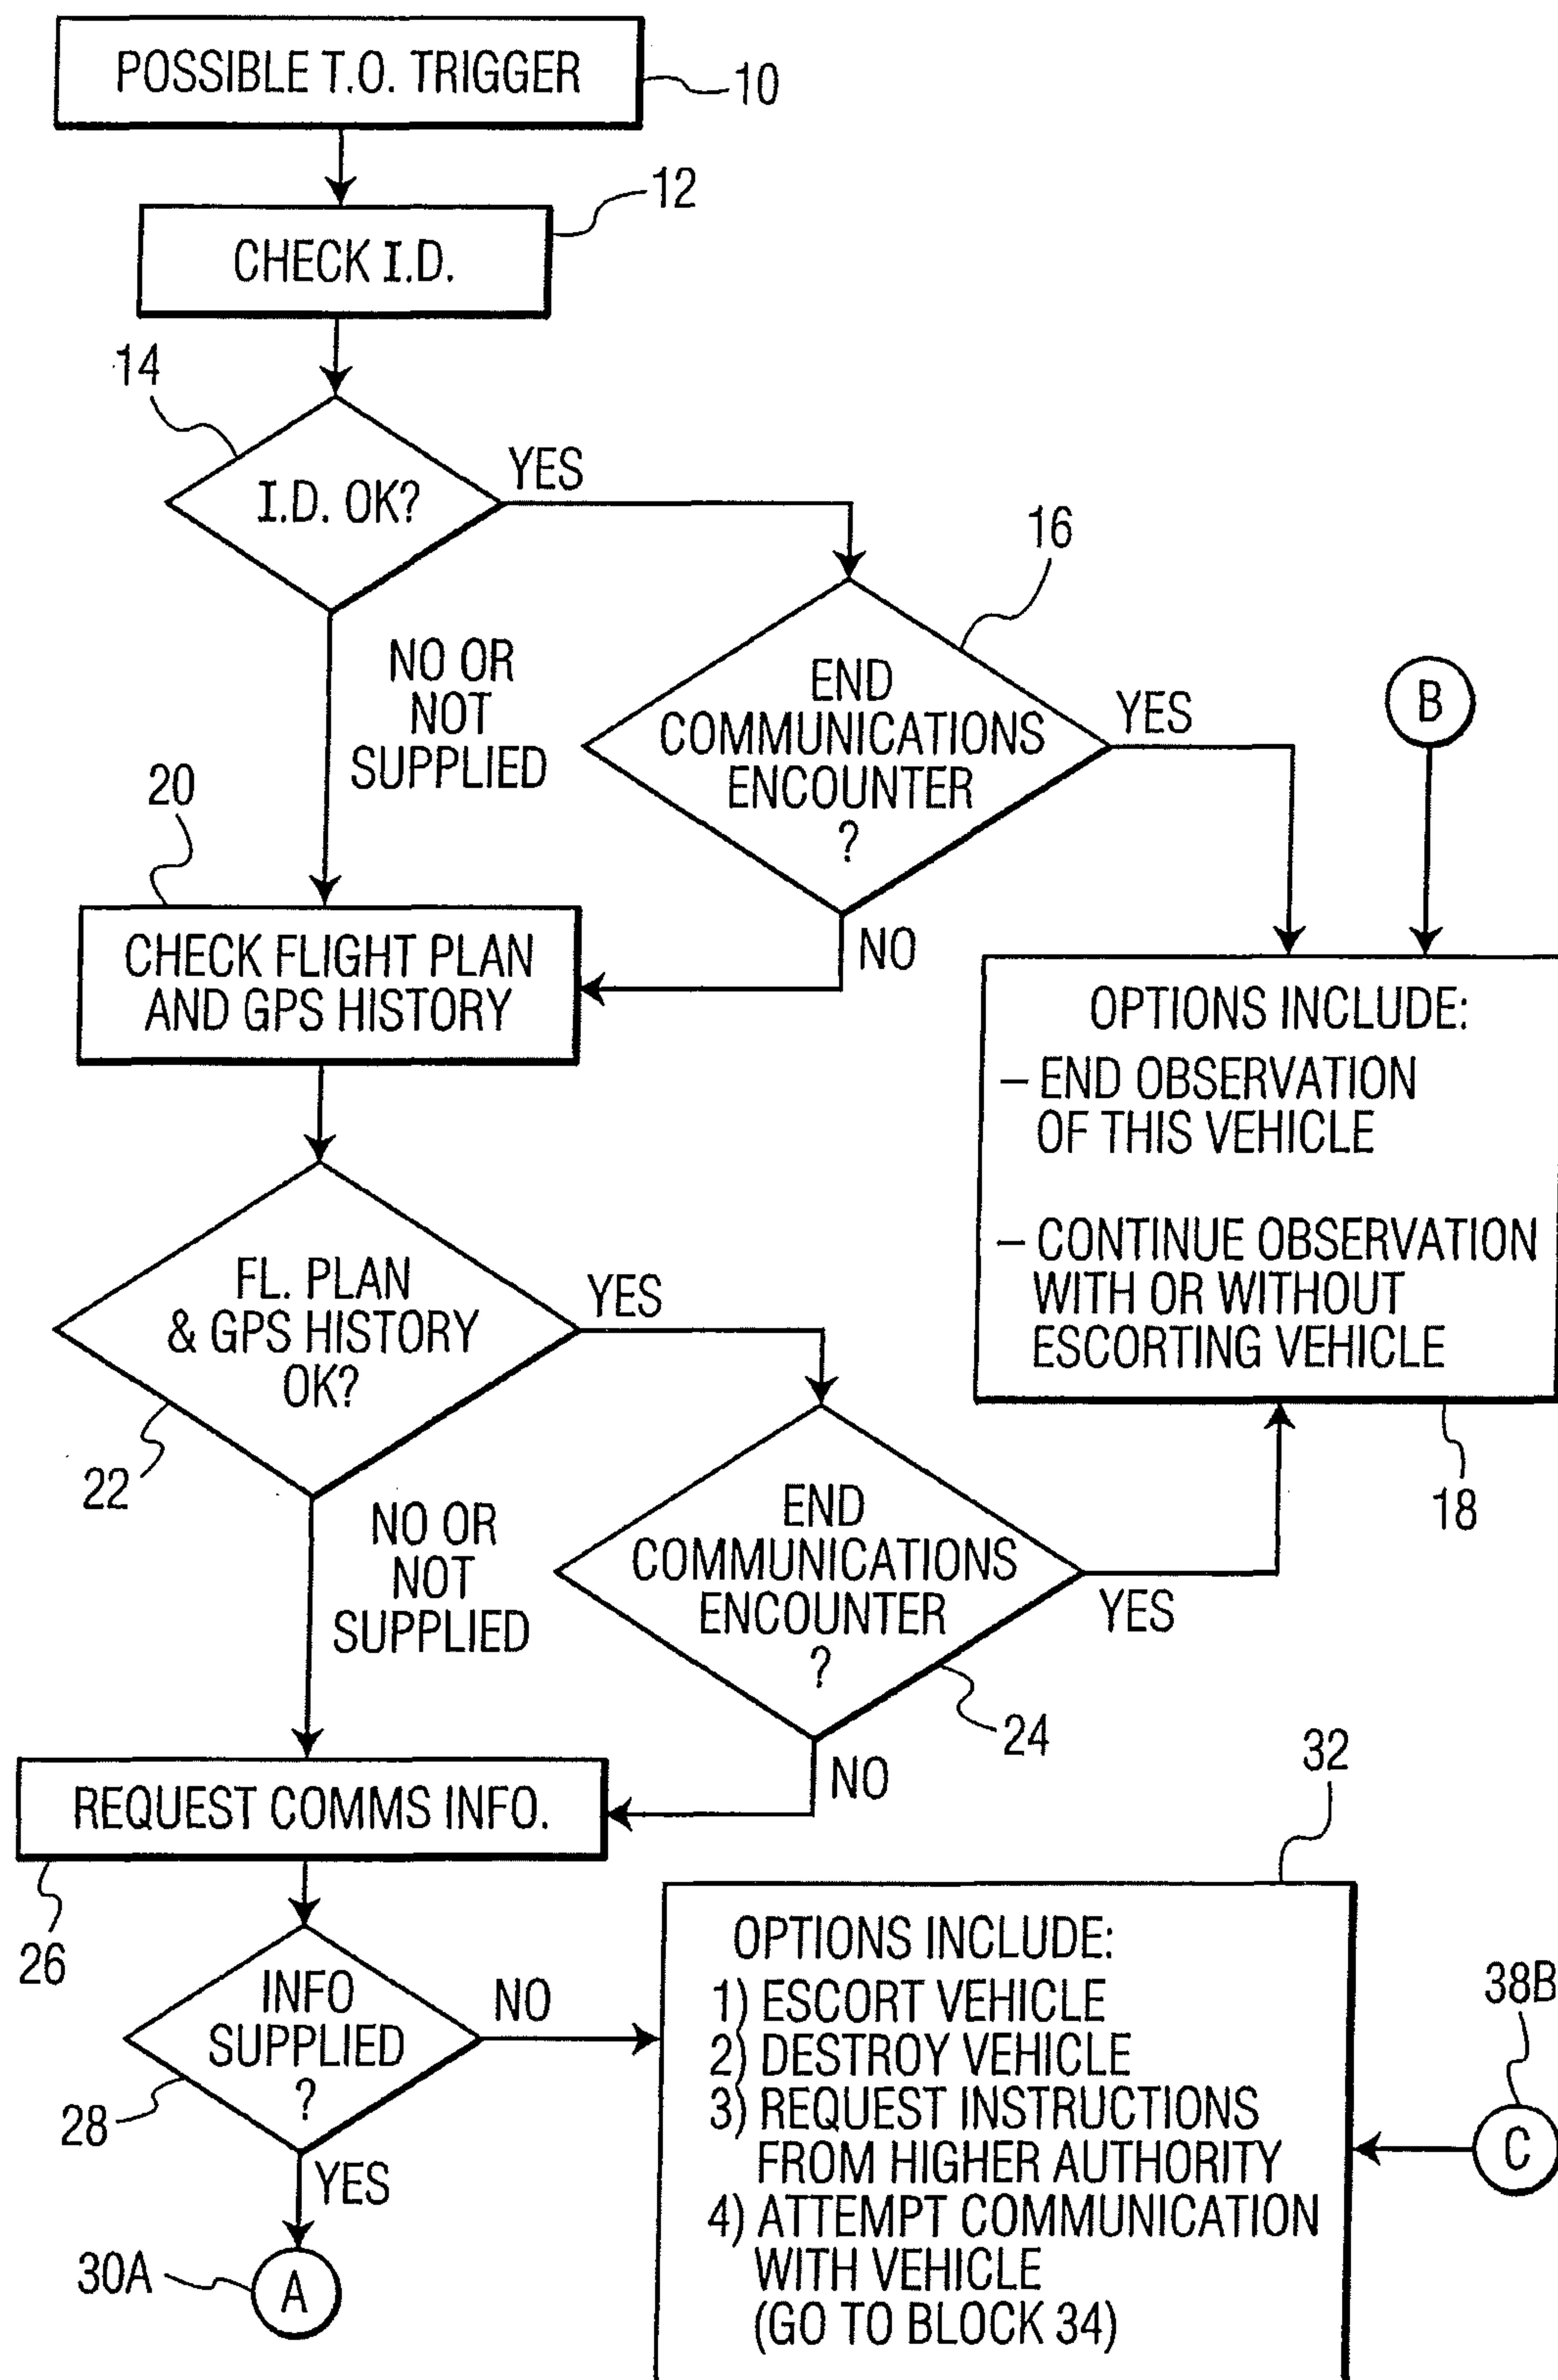 POSSIBLE T.O. TRIGGER
10
12
CHECK I.D.
14
I.D. OK?
YES
16
NO OR
NOT
SUPPLIED
END
COMMUNICATIONS
ENCOUNTER
?
YES
B
20
NO
CHECK FLIGHT PLAN
AND GPS HISTORY
OPTIONS INCLUDE:
– END OBSERVATION
OF THIS VEHICLE
– CONTINUE OBSERVATION
WITH OR WITHOUT
ESCORTING VEHICLE
18
FL. PLAN
& GPS HISTORY
OK?
YES
22
NO OR
NOT
SUPPLIED
END
COMMUNICATIONS
ENCOUNTER
?
YES
24
NO
REQUEST COMMS INFO.
26
32
INFO
SUPPLIED
?
NO
28
YES
30A
A
OPTIONS INCLUDE:
1) ESCORT VEHICLE
2) DESTROY VEHICLE
3) REQUEST INSTRUCTIONS
FROM HIGHER AUTHORITY
4) ATTEMPT COMMUNICATION
WITH VEHICLE
(GO TO BLOCK 34)
38B
C